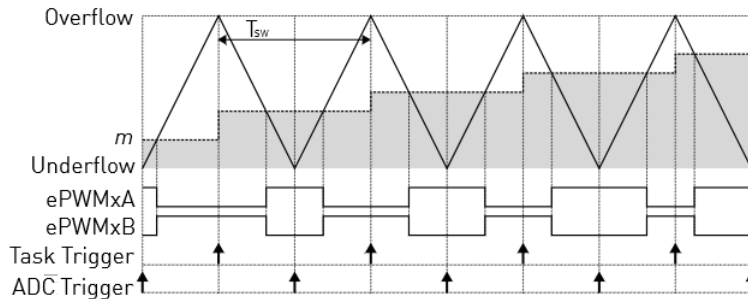 Overflow
Tsw
m
Underflow
ePWMxA
ePWMxB
Task Trigger
ADC Trigger